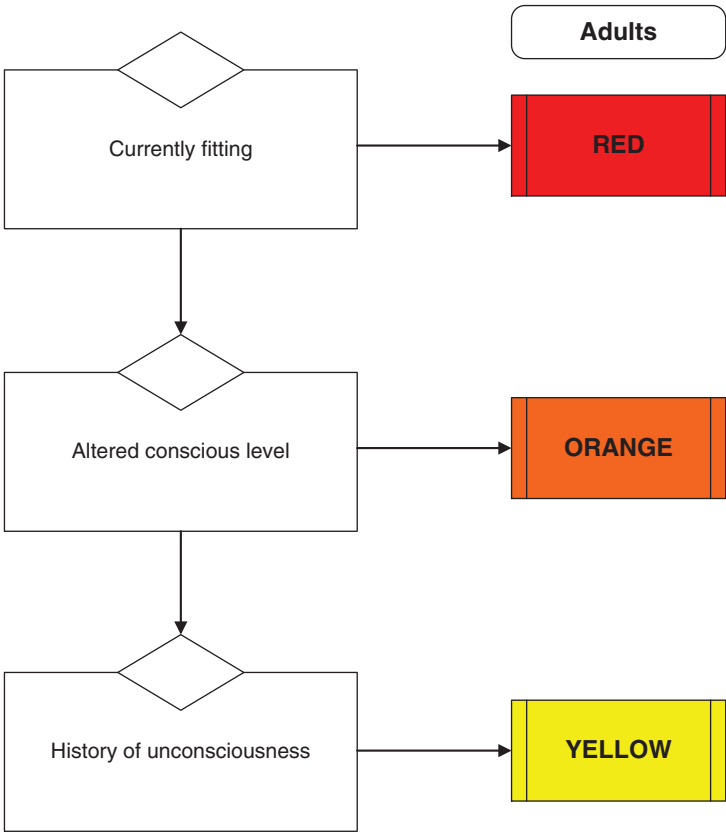 Adults
Currently fitting
RED
Altered conscious level
ORANGE
History of unconsciousness
YELLOW